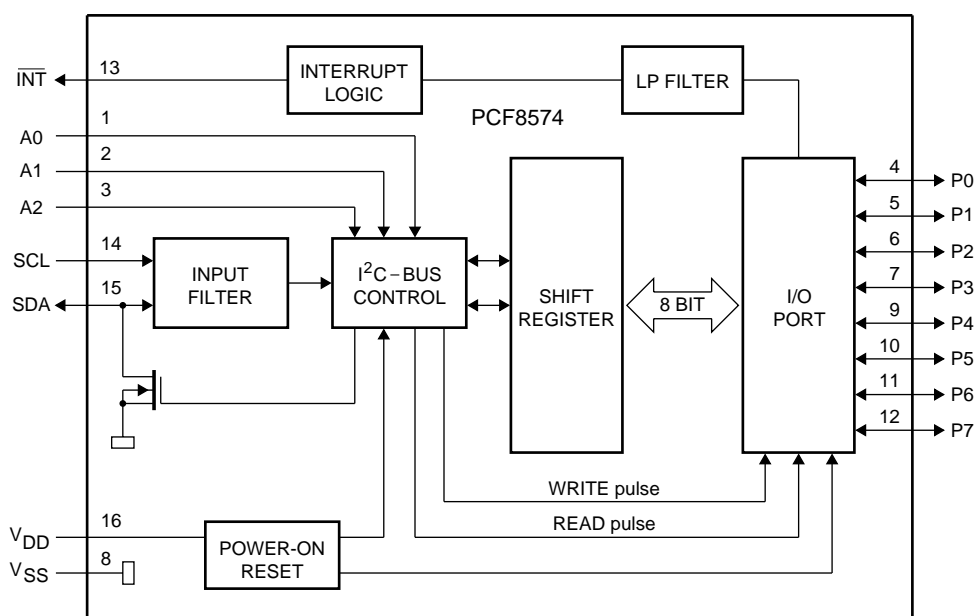 13
INT
INTERRUPT
LOGIC
LP FILTER
PCF8574
1
A0
2
A1
3
A2
14
SCL
15
SDA
INPUT
FILTER
I²C – BUS
CONTROL
SHIFT
REGISTER
8 BIT
I/O
PORT
4
P0
5
P1
6
P2
7
P3
9
P4
10
P5
11
P6
12
P7
WRITE pulse
READ pulse
16
VDD
8
VSS
POWER-ON
RESET